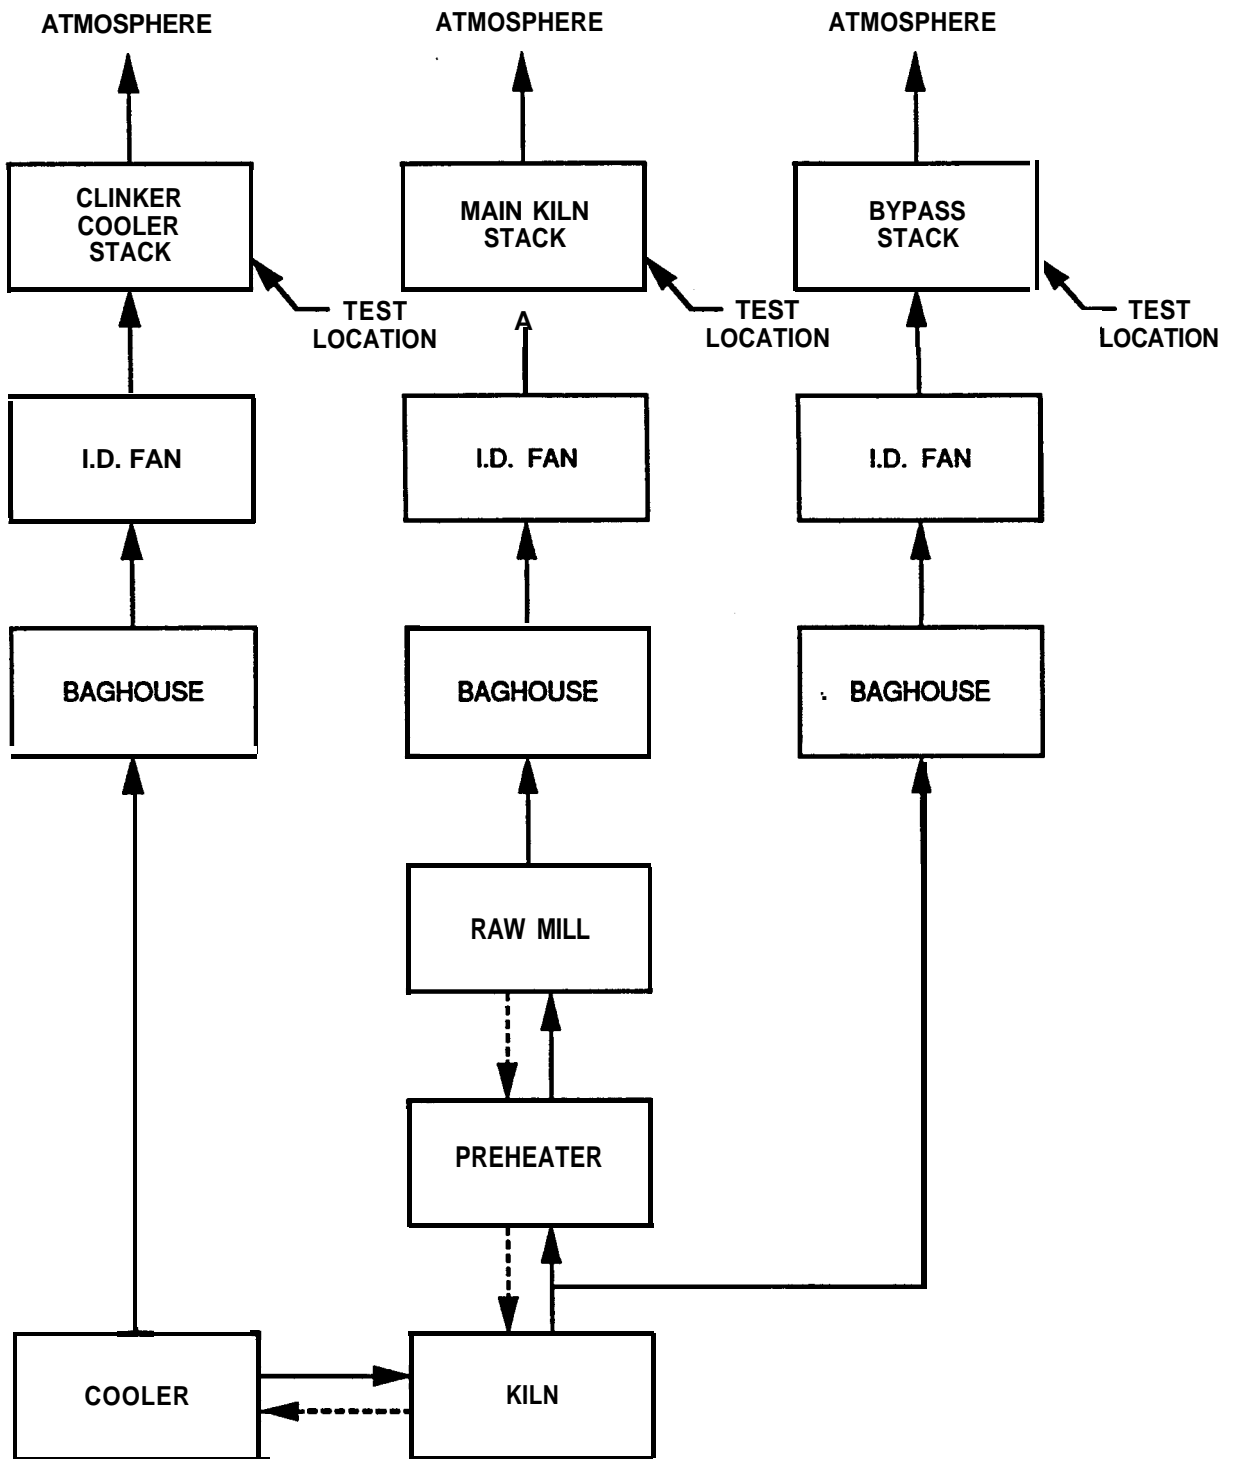 ATMOSPHERE
ATMOSPHERE
ATMOSPHERE
CLINKER
COOLER
STACK
MAIN KILN
STACK
BYPASS
STACK
TEST
LOCATION
A
TEST
LOCATION
TEST
LOCATION
I.D. FAN
I.D. FAN
I.D. FAN
BAGHOUSE
BAGHOUSE
BAGHOUSE
RAW MILL
PREHEATER
COOLER
KILN